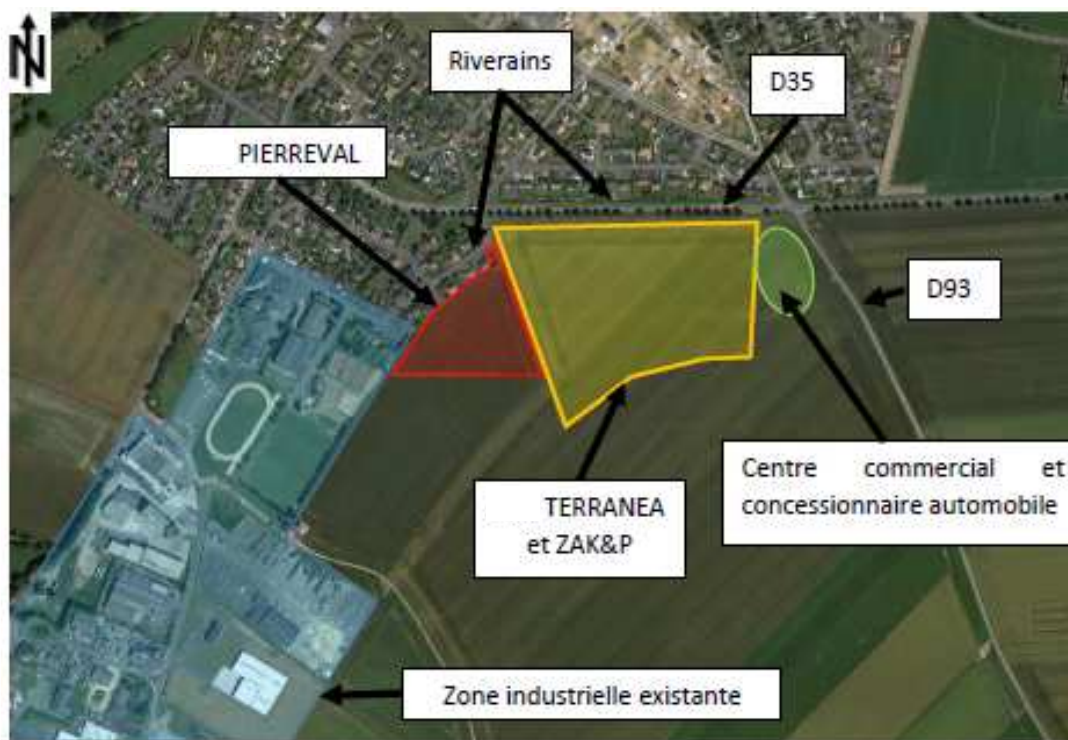 N
Riverains
D35
PIERREVAL
D93
Centre commercial et
concessionnaire automobile
TERRANEA
et ZAK&P
Zone industrielle existante